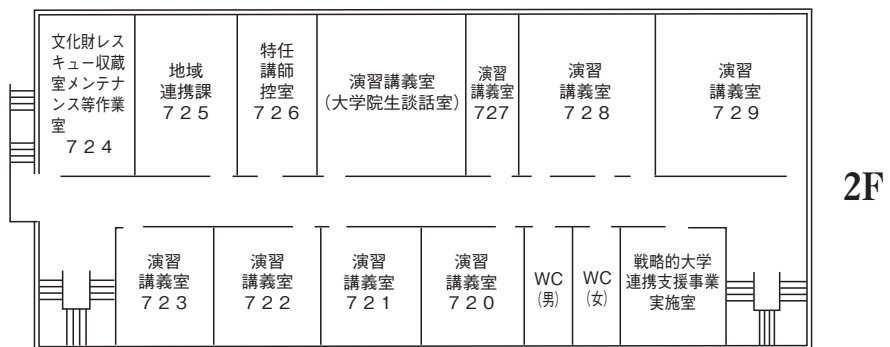 文化財レス
キュー収蔵
室メンテナ
ンス等作業
室
７２４
地域
連携課
７２５
特任
講師
控室
７２６
演習講義室
（大学院生談話室）
演習
講義室
７２７
演習
講義室
７２８
演習
講義室
７２９
2F
演習
講義室
７２３
演習
講義室
７２２
演習
講義室
７２１
演習
講義室
７２０
WC
(男)
WC
(女)
戦略的大学
連携支援事業
実施室